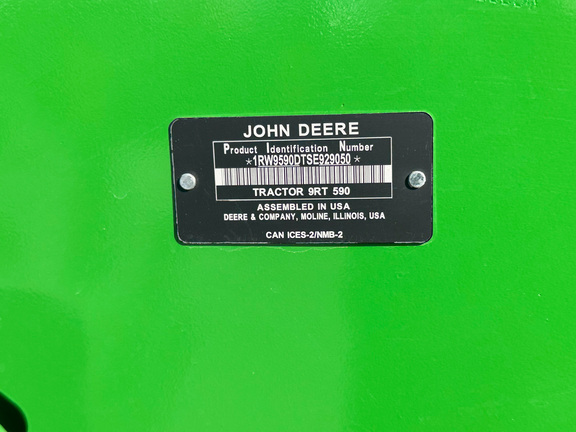 JOHN DEERE
Product Identification Number
*1RW9590DTSE929050*
TRACTOR 9RT 590
ASSEMBLED IN USA
DEERE & COMPANY, MOLINE, ILLINOIS, USA
CAN ICES-2/NMB-2